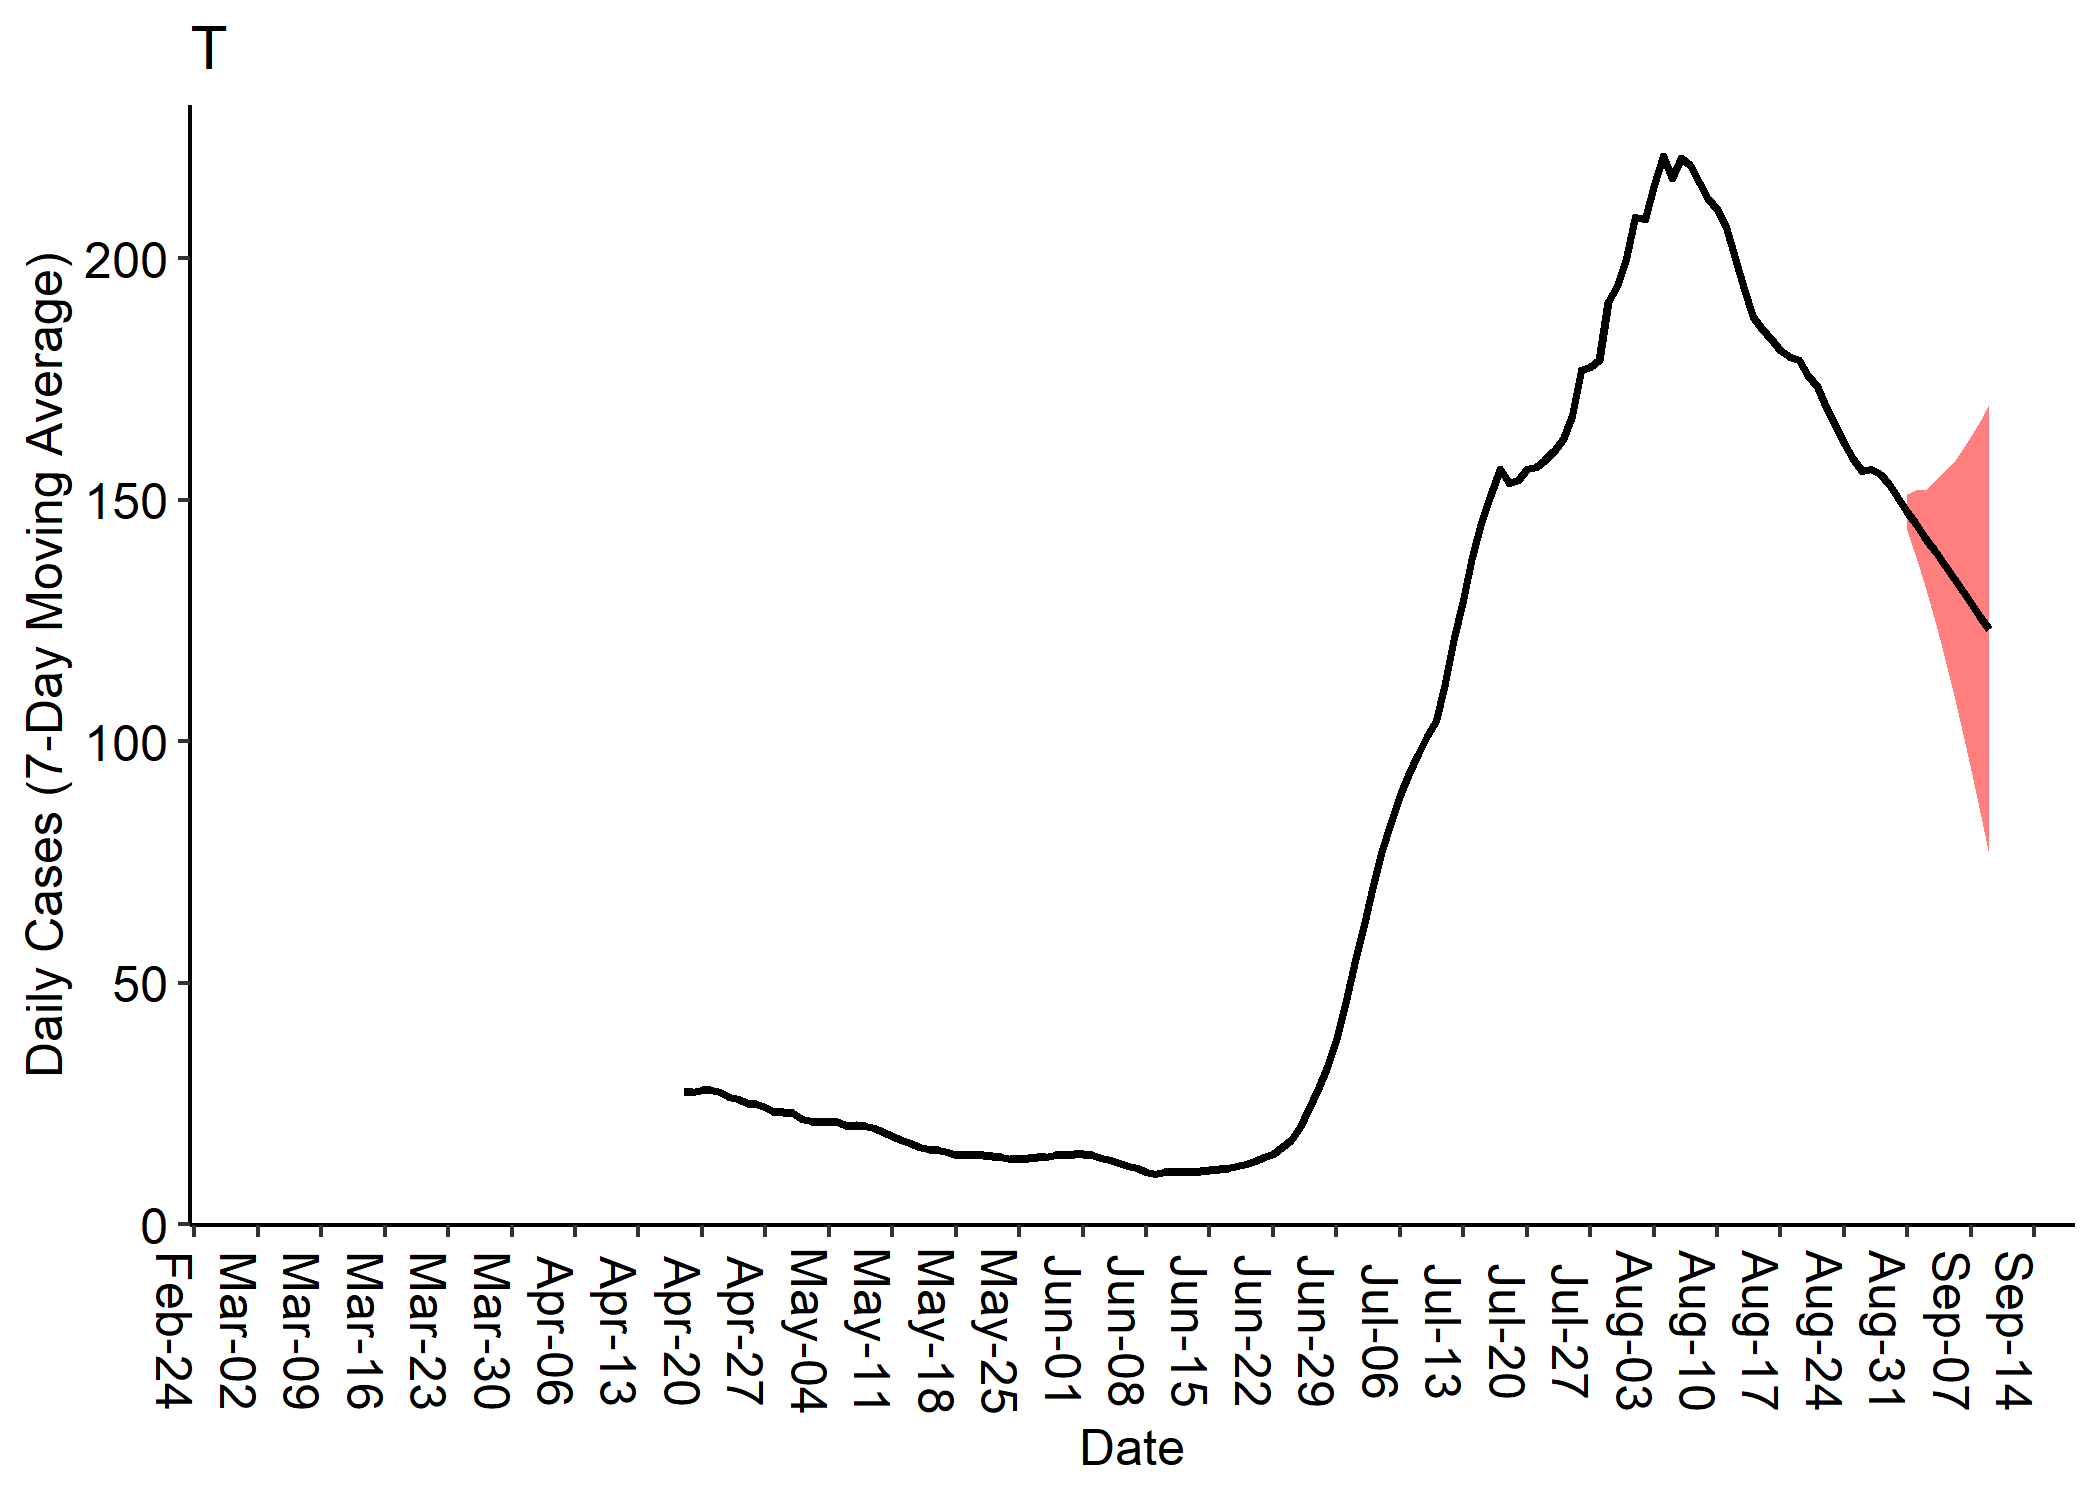 T
Daily Cases (7-Day Moving Average)
200
150
100
50
0
Feb-24
Mar-02
Mar-09
Mar-16
Mar-23
Mar-30
Apr-06
Apr-13
Apr-20
Apr-27
May-04
May-11
May-18
May-25
Jun-01
Jun-08
Jun-15
Jun-22
Jun-29
Jul-06
Jul-13
Jul-20
Jul-27
Aug-03
Aug-10
Aug-17
Aug-24
Aug-31
Sep-07
Sep-14
Date